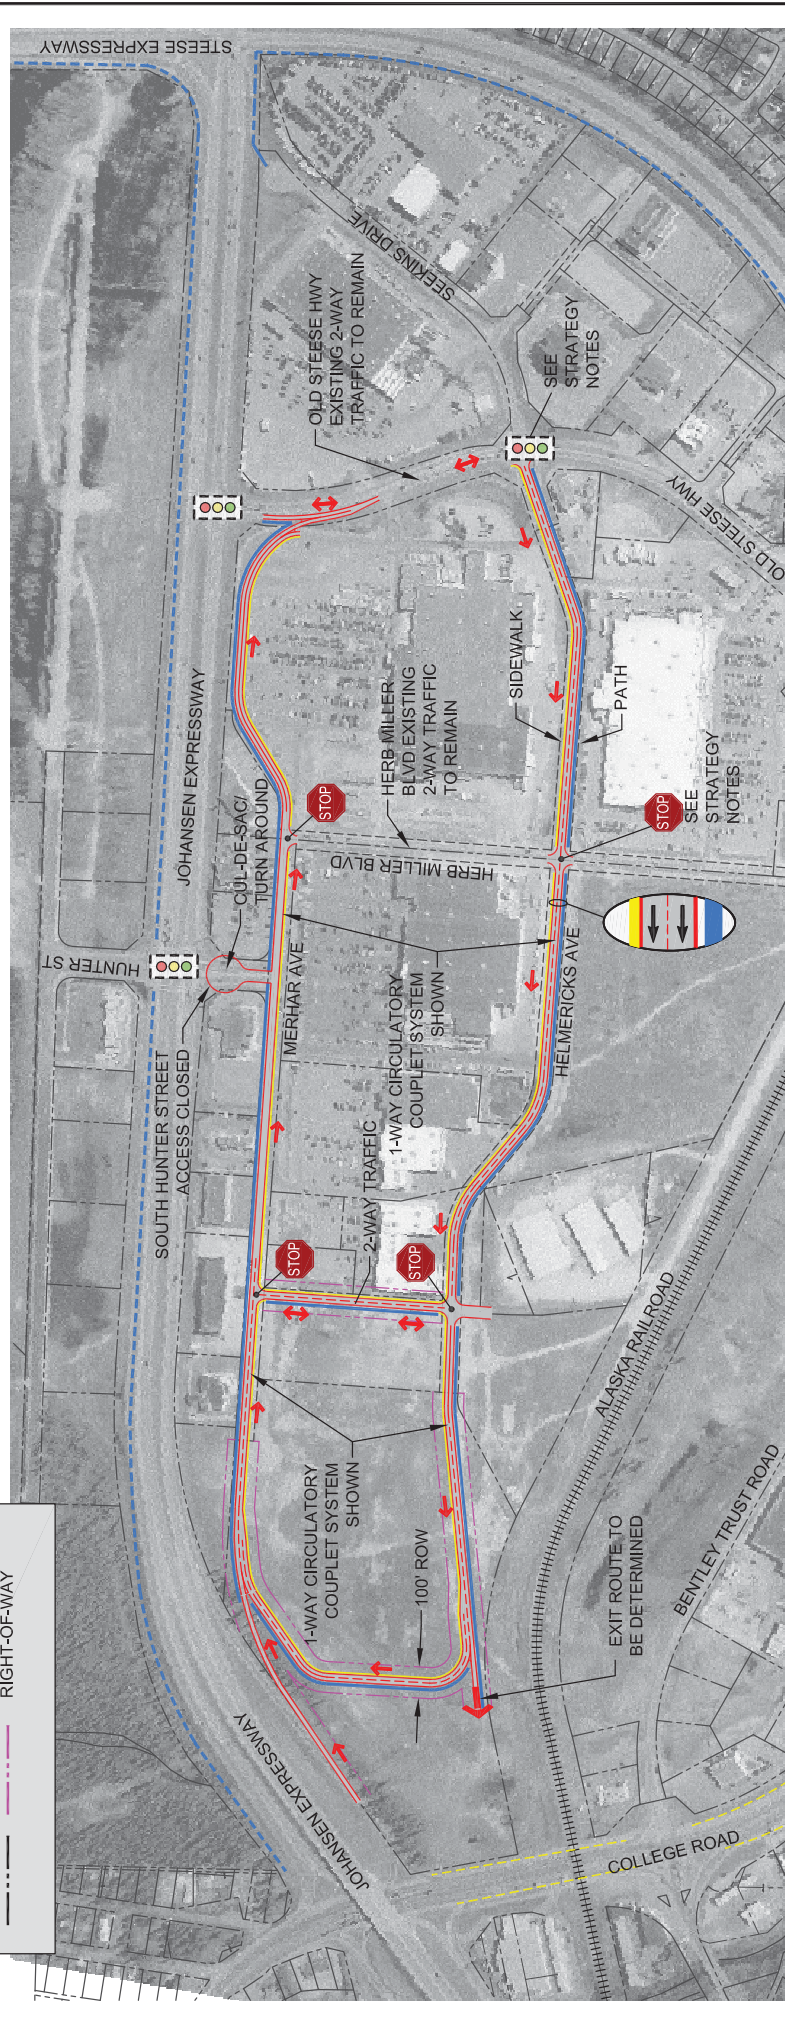 STEESE EXPRESSWAY
SEEKINS DRIVE
OLD STEESE HWY
EXISTING 2-WAY
TRAFFIC TO REMAIN
SEE
STRATEGY
NOTES
OLD STEESE HWY
SIDEWALK
PATH
HERB MILLER
BLVD EXISTING
2-WAY TRAFFIC
TO REMAIN
JOHANSEN EXPRESSWAY
CUL-DE-SAC/
TURN AROUND
STOP
STOP
SEE
STRATEGY
NOTES
HERB MILLER BLVD
HUNTER ST
MERHAR AVE
HELMERICKS AVE
1-WAY CIRCULATORY
COUPLET SYSTEM
SHOWN
SOUTH HUNTER STREET
ACCESS CLOSED
2-WAY TRAFFIC
STOP
STOP
ALASKA RAILROAD
1-WAY CIRCULATORY
COUPLET SYSTEM
SHOWN
100' ROW
EXIT ROUTE TO
BE DETERMINED
BENTLEY TRUST ROAD
RIGHT-OF-WAY
JOHANSEN EXPRESSWAY
COLLEGE ROAD